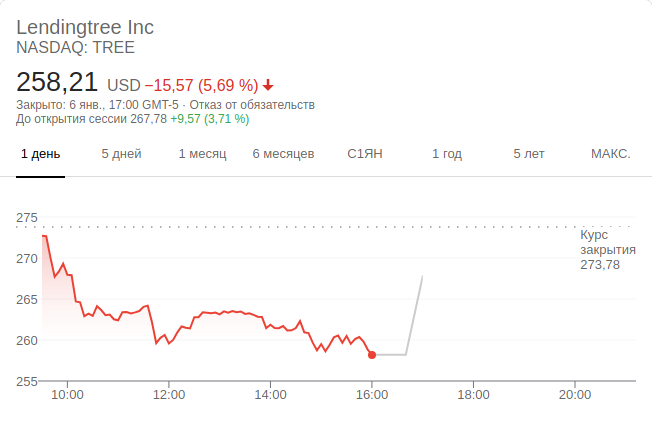 Lendingtree Inc
NASDAQ: TREE
258,21 USD −15,57 (5,69 %)
Закрыто: 6 янв., 17:00 GMT-5 · Отказ от обязательств
До открытия сессии 267,78 +9,57 (3,71 %)
1 день 5 дней 1 месяц 6 месяцев С1ЯН 1 год 5 лет МАКС.
275
Курс
закрытия
273,78
270
265
260
255
10:00 12:00 14:00 16:00 18:00 20:00